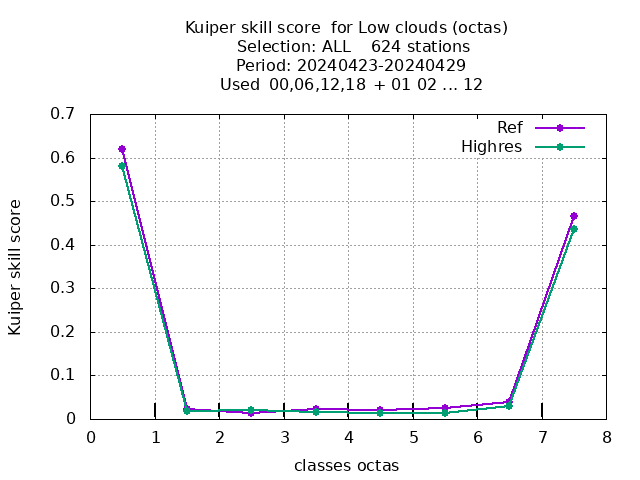 Kuiper skill score  for Low clouds (octas)
Selection: ALL    624 stations
Period: 20240423-20240429
Used  00,06,12,18  + 01 02 ... 12
Ref
Highres
0.7
0.6
0.5
0.4
0.3
0.2
0.1
0
Kuiper skill score
0 1 2 3 4 5 6 7 8
classes octas